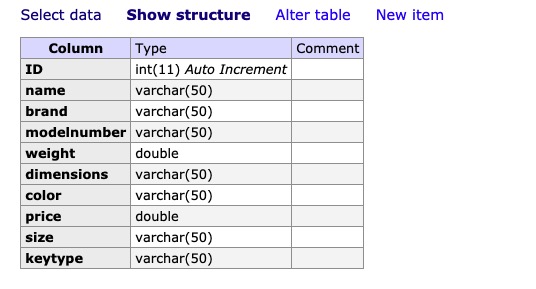 Select data Show structure Alter table New item
Column Type Comment
ID int(11) Auto Increment
name varchar(50)
brand varchar(50)
modelnumber varchar(50)
weight double
dimensions varchar(50)
color varchar(50)
price double
size varchar(50)
keytype varchar(50)